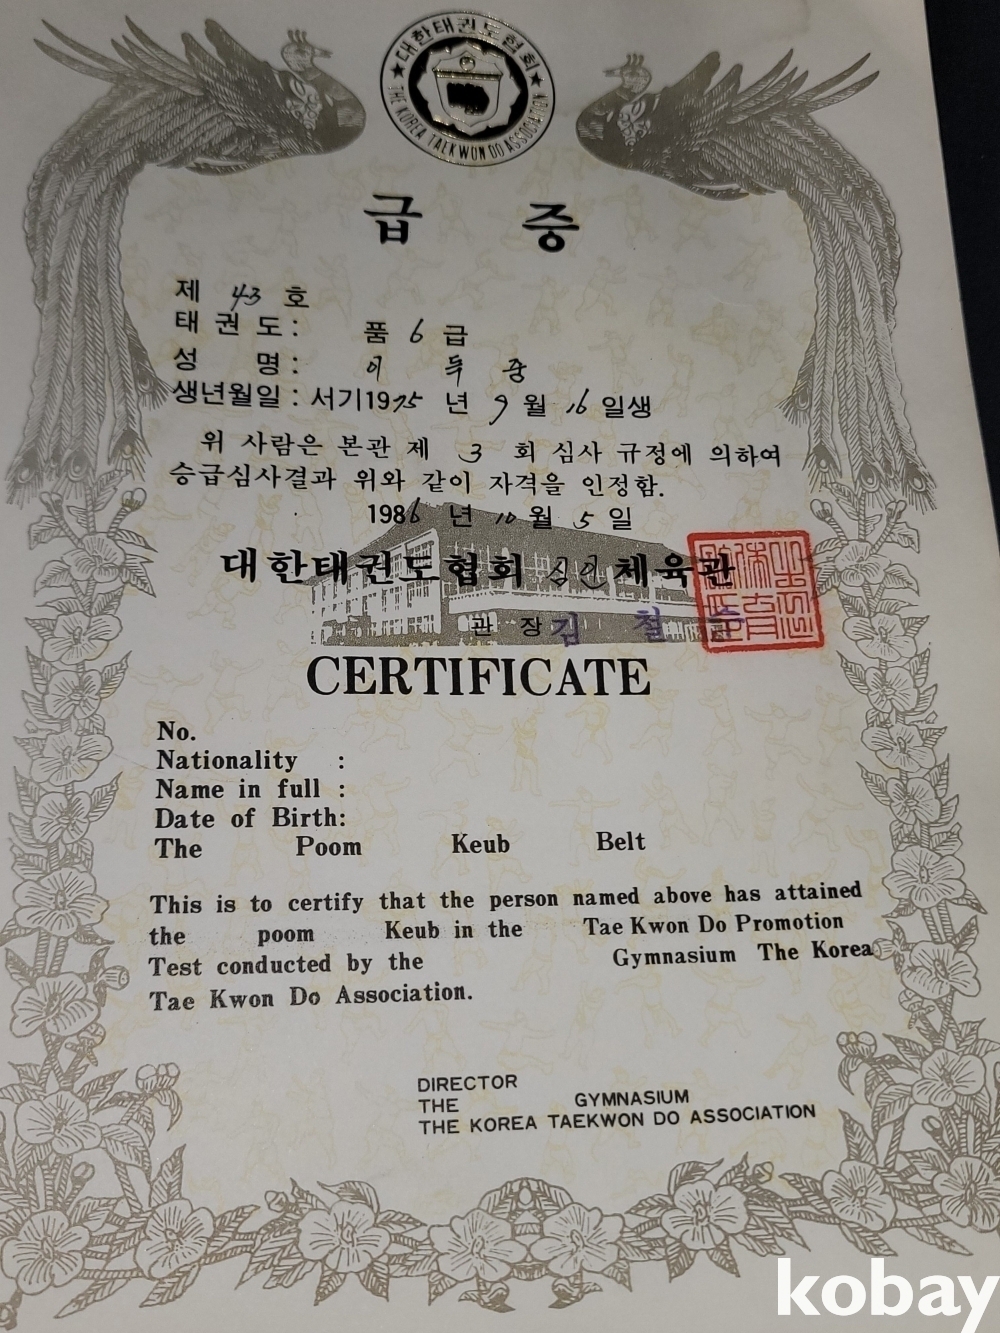 대한태권도협회
THE KOREA TAEKWON DO ASSOCIATION
급 증
제 43 호
태권도: 품 6 급
성 명: 이 두 중
생년월일: 서기1975 년 9 월 16 일생
위 사람은 본관 제 3 회 심사 규정에 의하여
승급심사결과 위와 같이 자격을 인정함.
1986 년 10 월 5 일
대한태권도협회 체육관
관 장 김 철
CERTIFICATE
No.
Nationality :
Name in full :
Date of Birth:
The Poom Keub Belt
This is to certify that the person named above has attained
the poom Keub in the Tae Kwon Do Promotion
Test conducted by the Gymnasium The Korea
Tae Kwon Do Association.
DIRECTOR
THE GYMNASIUM
THE KOREA TAEKWON DO ASSOCIATION
kobay